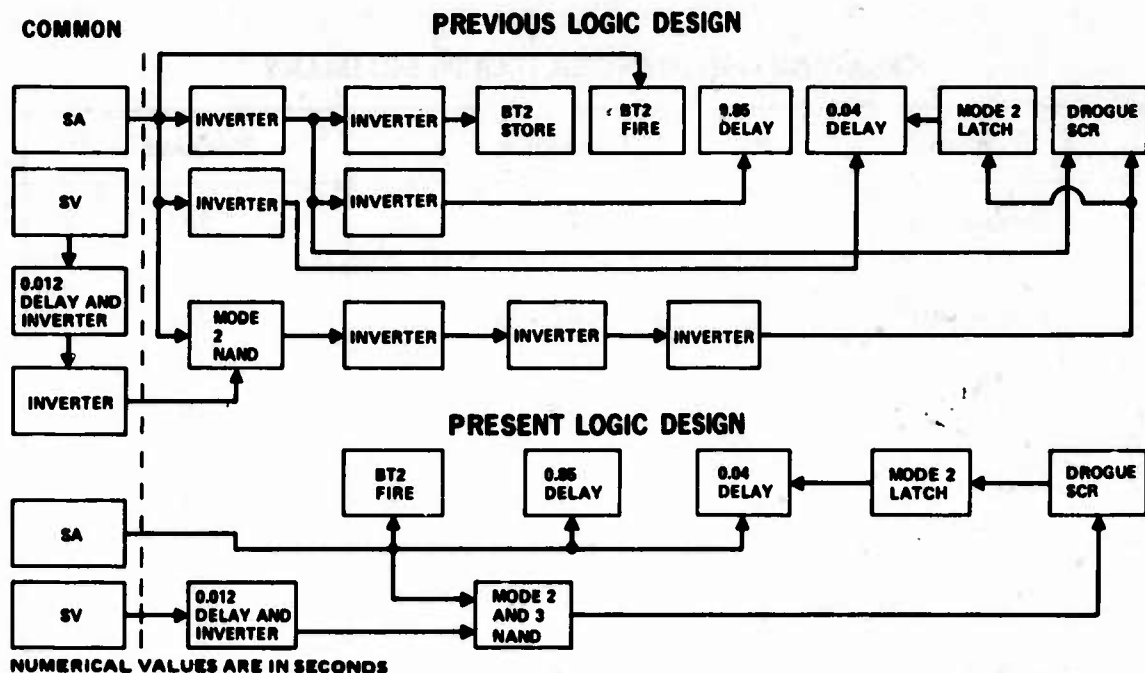 COMMON
PREVIOUS LOGIC DESIGN
SA
INVERTER
INVERTER
BT2
STORE
BT2
FIRE
9.85
DELAY
0.04
DELAY
MODE 2
LATCH
DROGUE
SCR
SV
INVERTER
INVERTER
0.012
DELAY AND
INVERTER
MODE
2
NAND
INVERTER
INVERTER
INVERTER
INVERTER
PRESENT LOGIC DESIGN
BT2
FIRE
0.85
DELAY
0.04
DELAY
MODE 2
LATCH
DROGUE
SCR
SA
SV
0.012
DELAY AND
INVERTER
MODE 2
AND 3
NAND
NUMERICAL VALUES ARE IN SECONDS